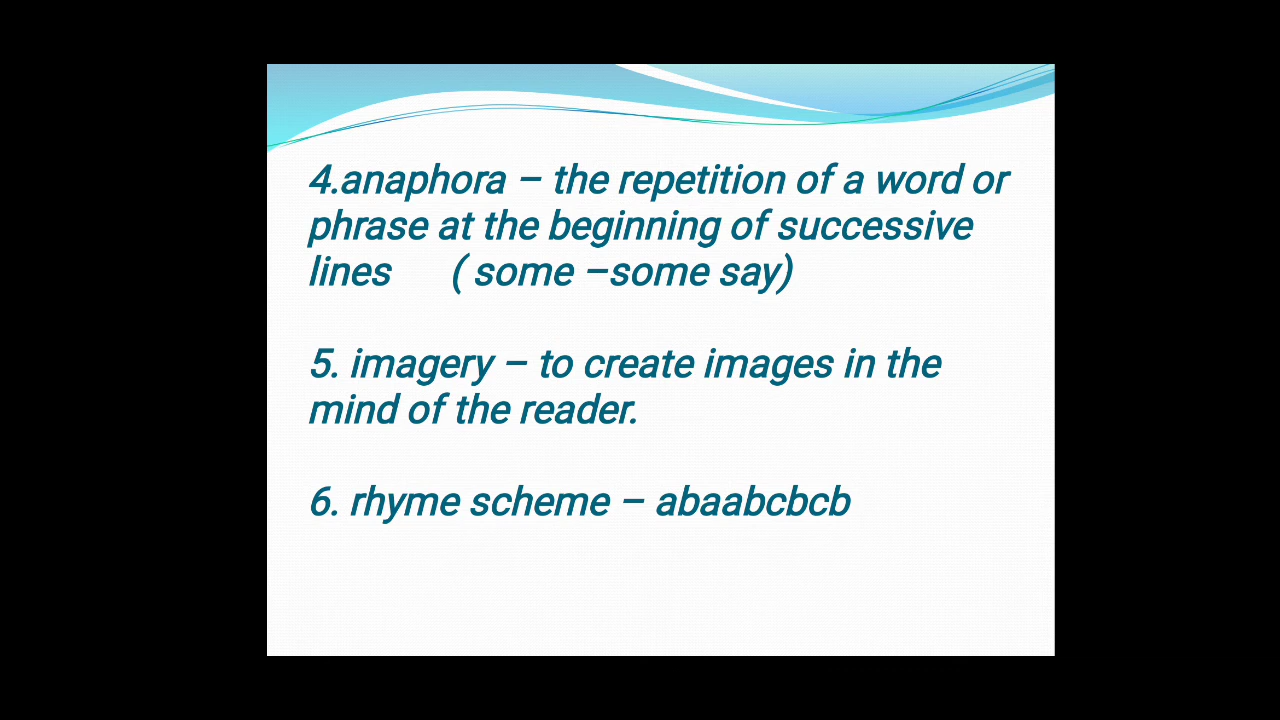 4.anaphora – the repetition of a word or
phrase at the beginning of successive
lines ( some –some say)
5. imagery – to create images in the
mind of the reader.
6. rhyme scheme – abaabcbcb